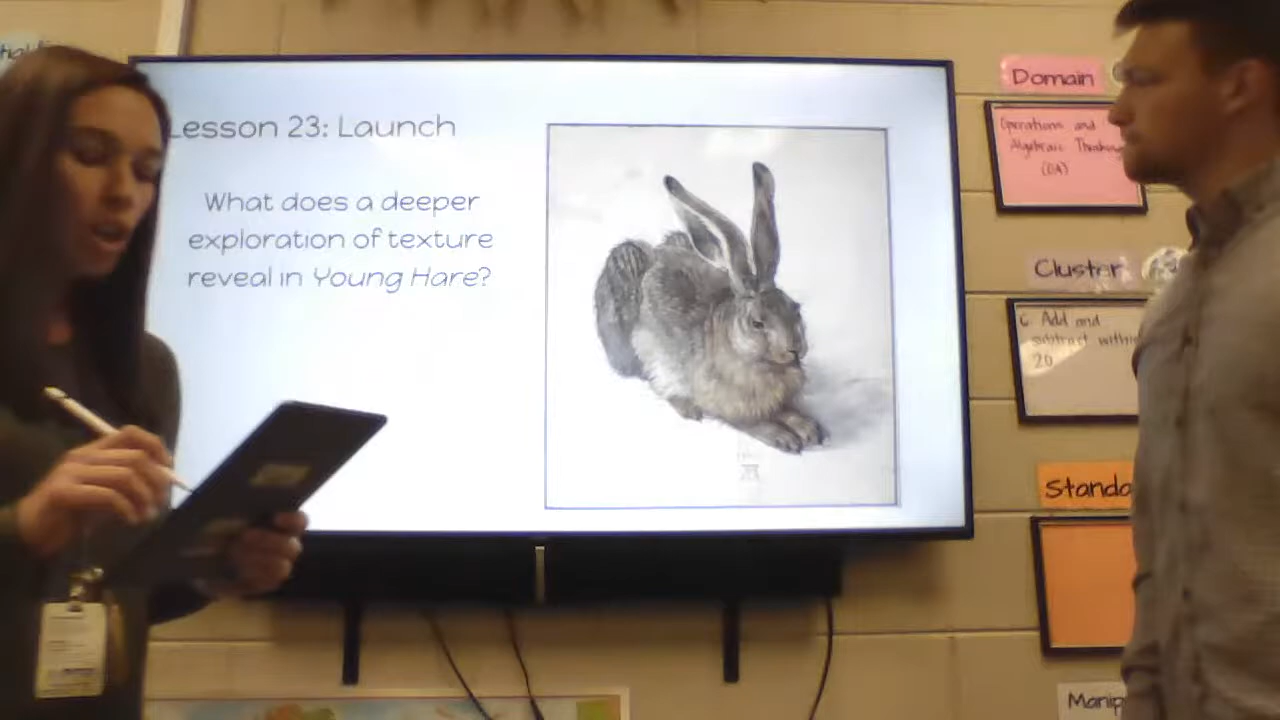 Lesson 23: Launch
What does a deeper
exploration of texture
reveal in Young Hare?
Domain
Operations and
Algebraic Thinking
(OA)
Cluster
C. Add and
subtract within
20
Standa
Manip